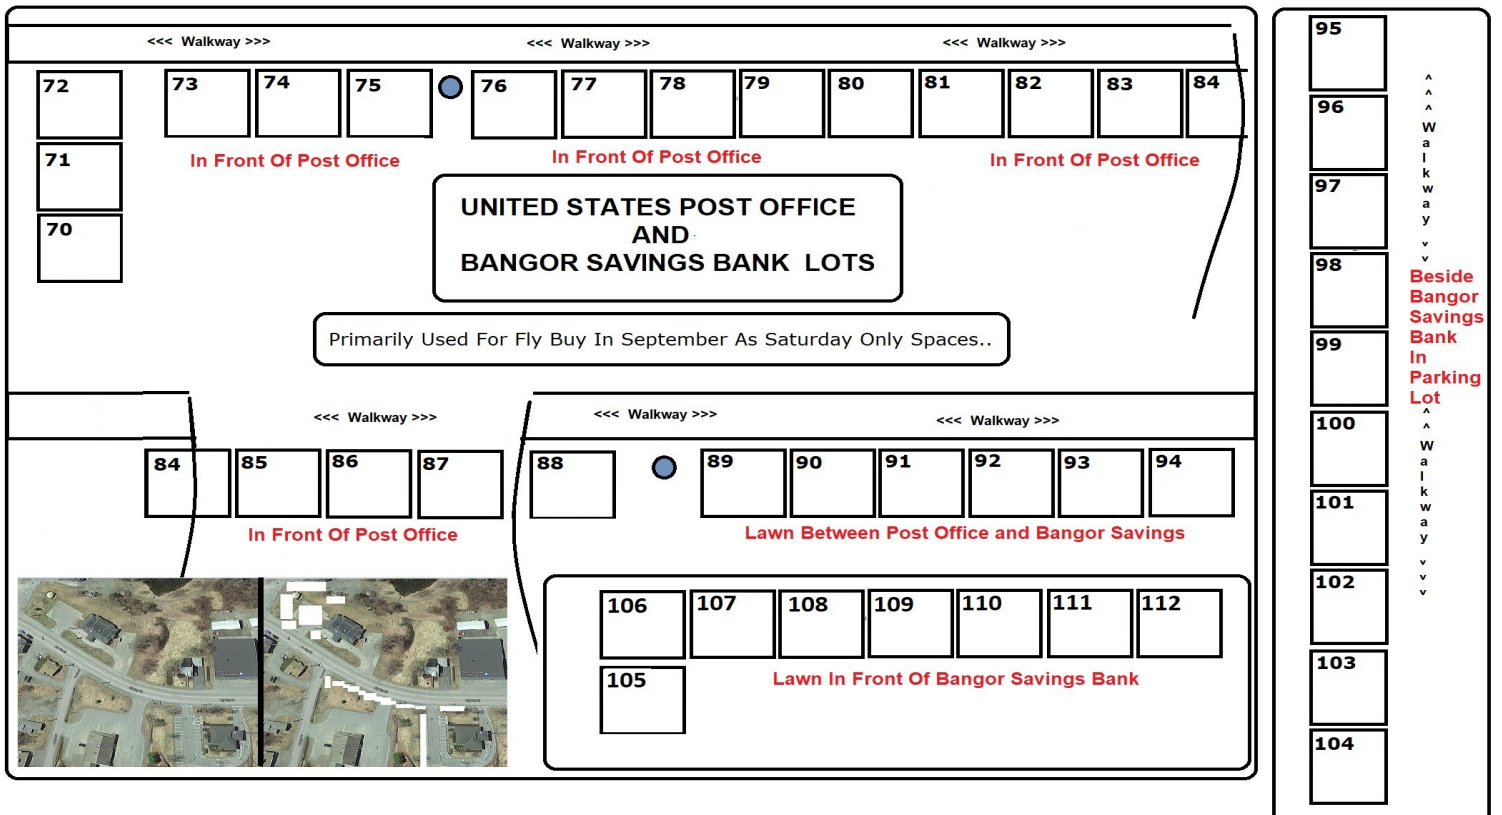 <<< Walkway >>> <<< Walkway >>> <<< Walkway >>>
72 73 74 75 76 77 78 79 80 81 82 83 84
In Front Of Post Office In Front Of Post Office In Front Of Post Office
71
70
UNITED STATES POST OFFICE
AND
BANGOR SAVINGS BANK LOTS
Primarily Used For Fly Buy In September As Saturday Only Spaces..
<<< Walkway >>> <<< Walkway >>> <<< Walkway >>>
84 85 86 87 88 89 90 91 92 93 94
In Front Of Post Office Lawn Between Post Office and Bangor Savings
106 107 108 109 110 111 112
105
Lawn In Front Of Bangor Savings Bank
95
96
97
98
99
100
101
102
103
104
^ ^ ^ Walkway v v
Beside
Bangor
Savings
Bank
In
Parking
Lot
^ ^ Walkway v v v